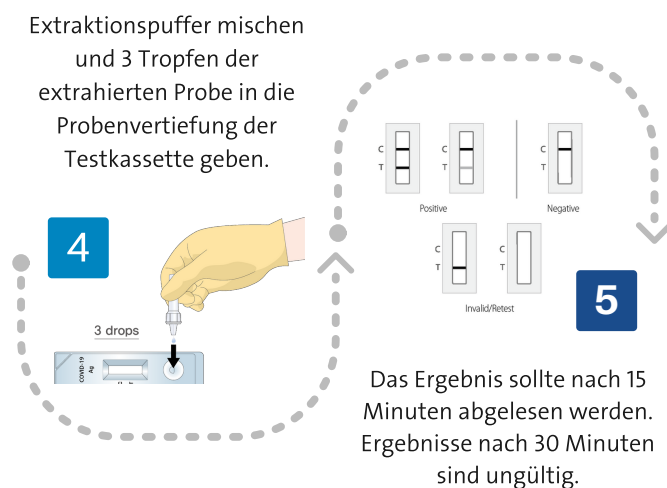 Extraktionspuffer mischen
und 3 Tropfen der
extrahierten Probe in die
Probenvertiefung der
Testkassette geben.
4
3 drops
COVID-19
Ag
C
T
C
T
C
T
Positive
Negative
C
T
C
T
Invalid/Retest
5
Das Ergebnis sollte nach 15
Minuten abgelesen werden.
Ergebnisse nach 30 Minuten
sind ungültig.